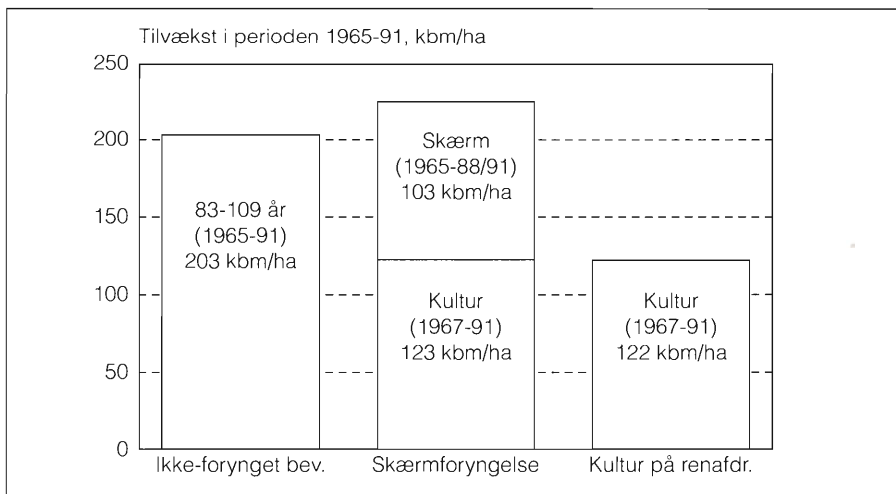 Tilvækst i perioden 1965-91, kbm/ha
250
200
150
100
50
0
83-109 år
(1965-91)
203 kbm/ha
Skærm
(1965-88/91)
103 kbm/ha
Kultur
(1967-91)
123 kbm/ha
Kultur
(1967-91)
122 kbm/ha
Ikke-forynget bev.
Skærmforyngelse
Kultur på renafdr.